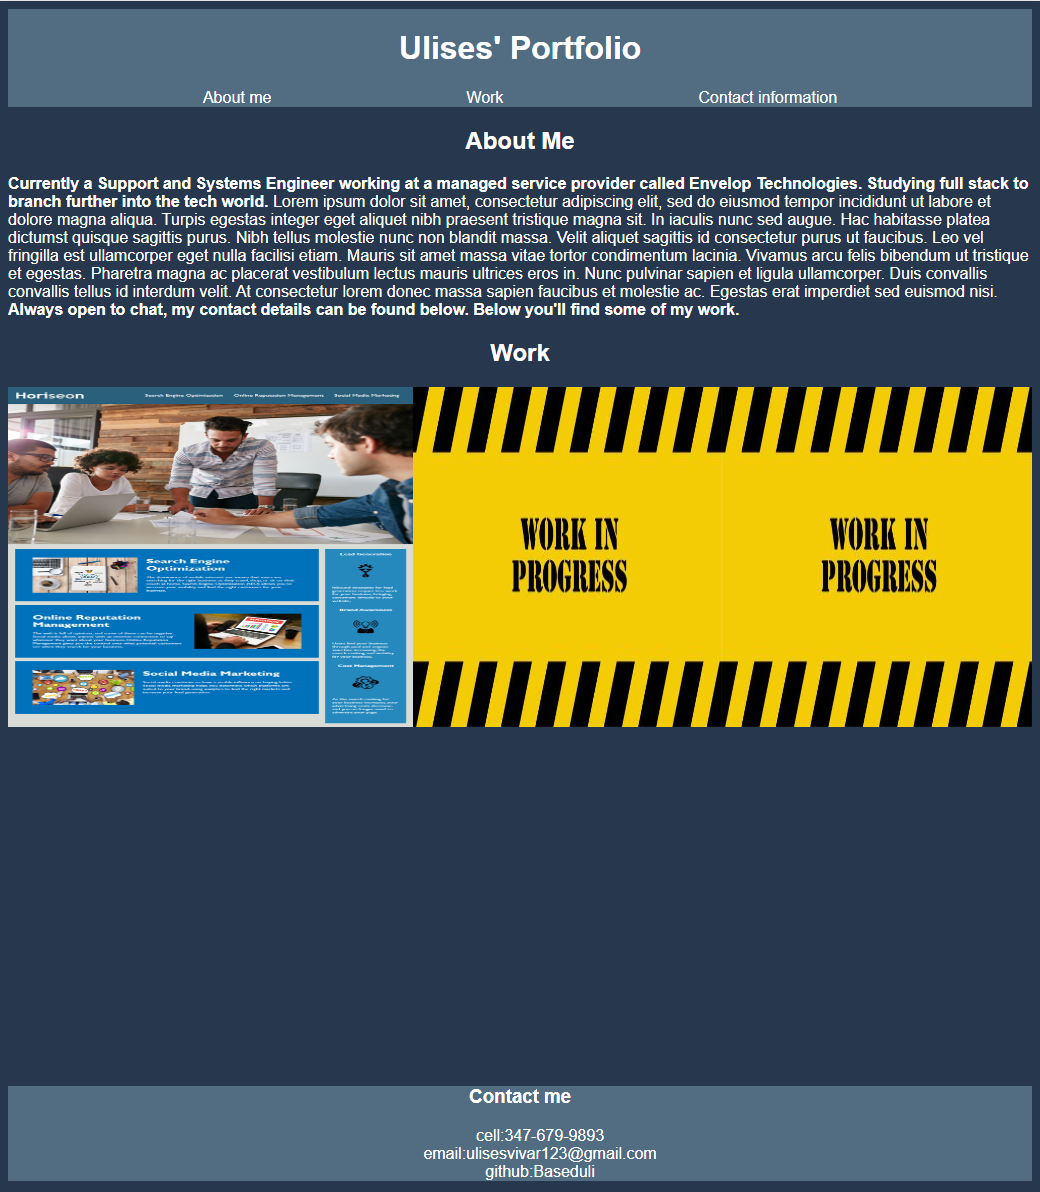 Ulises' Portfolio
About me Work Contact information
About Me
Currently a Support and Systems Engineer working at a managed service provider called Envelop Technologies. Studying full stack to
branch further into the tech world. Lorem ipsum dolor sit amet, consectetur adipiscing elit, sed do eiusmod tempor incididunt ut labore et
dolore magna aliqua. Turpis egestas integer eget aliquet nibh praesent tristique magna sit. In iaculis nunc sed augue. Hac habitasse platea
dictumst quisque sagittis purus. Nibh tellus molestie nunc non blandit massa. Velit aliquet sagittis id consectetur purus ut faucibus. Leo vel
fringilla est ullamcorper eget nulla facilisi etiam. Mauris sit amet massa vitae tortor condimentum lacinia. Vivamus arcu felis bibendum ut tristique
et egestas. Pharetra magna ac placerat vestibulum lectus mauris ultrices eros in. Nunc pulvinar sapien et ligula ullamcorper. Duis convallis
convallis tellus id interdum velit. At consectetur lorem donec massa sapien faucibus et molestie ac. Egestas erat imperdiet sed euismod nisi.
Always open to chat, my contact details can be found below. Below you'll find some of my work.
Work
Horiseon Search Engine Optimization Online Reputation Management Social Media Marketing
Search Engine
Optimization
Online Reputation
Management
Social Media Marketing
Lead Generation
Brand Awareness
Cost Management
WORK IN
PROGRESS
WORK IN
PROGRESS
Contact me
cell:347-679-9893
email:ulisesvivar123@gmail.com
github:Baseduli